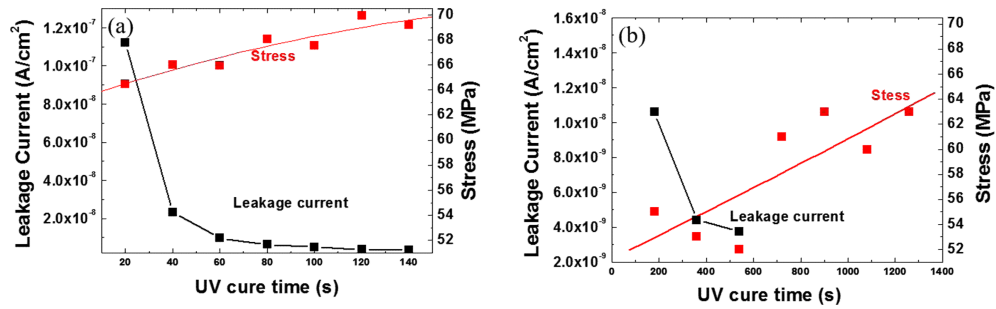 (a)
Leakage Current (A/cm²)
1.2x10⁻⁷
1.0x10⁻⁷
8.0x10⁻⁸
6.0x10⁻⁸
4.0x10⁻⁸
2.0x10⁻⁸
Stress
Leakage current
70
68
66
64
62
60
58
56
54
52
Stress (MPa)
20 40 60 80 100 120 140
UV cure time (s)
(b)
Leakage Current (A/cm²)
1.6x10⁻⁸
1.4x10⁻⁸
1.2x10⁻⁸
1.0x10⁻⁸
8.0x10⁻⁹
6.0x10⁻⁹
4.0x10⁻⁹
2.0x10⁻⁹
Stess
Leakage current
70
68
66
64
62
60
58
56
54
52
Stress (MPa)
0 200 400 600 800 1000 1200 1400
UV cure time (s)